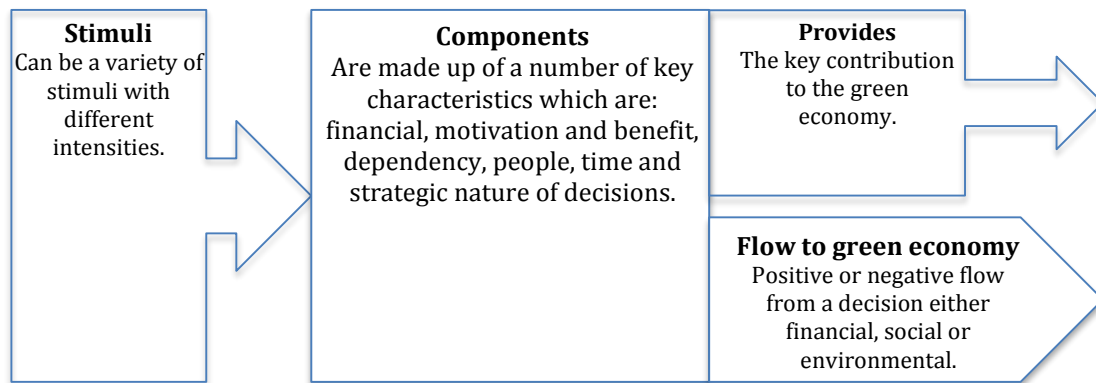 Stimuli
Can be a variety of
stimuli with
different
intensities.
Components
Are made up of a number of key
characteristics which are:
financial, motivation and benefit,
dependency, people, time and
strategic nature of decisions.
Provides
The key contribution
to the green
economy.
Flow to green economy
Positive or negative flow
from a decision either
financial, social or
environmental.